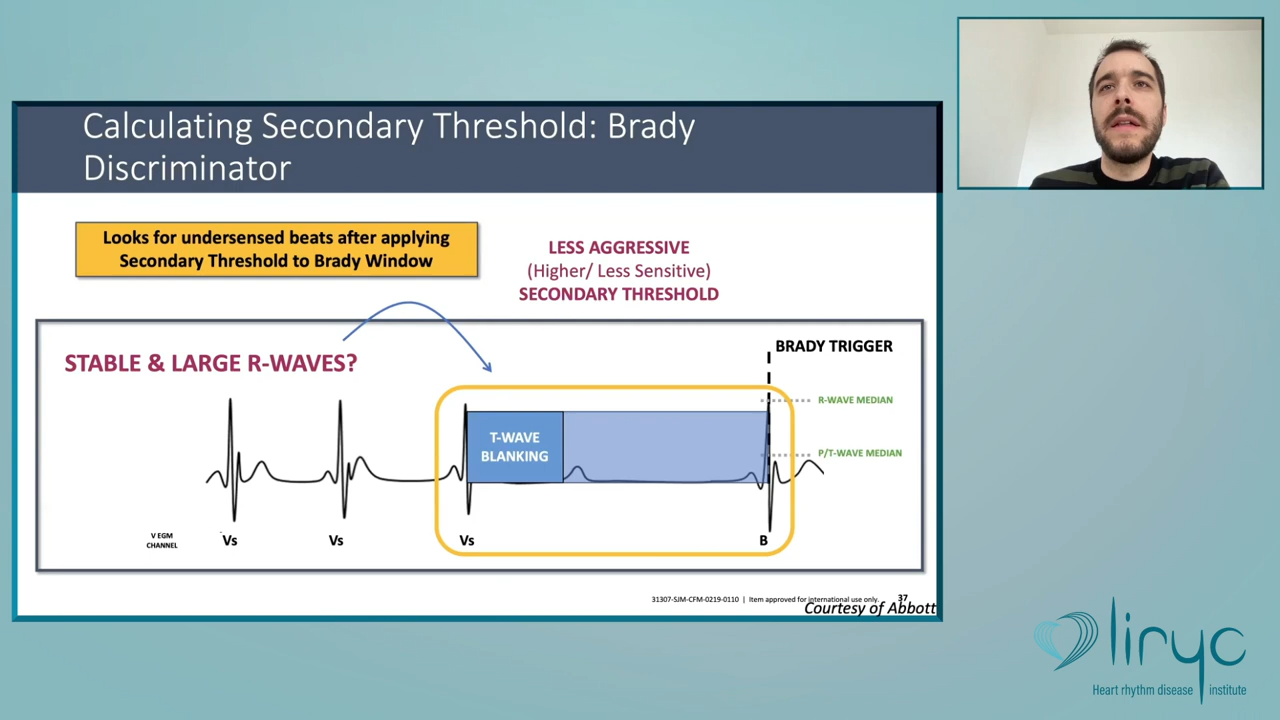 Calculating Secondary Threshold: Brady
Discriminator
Looks for undersensed beats after applying
Secondary Threshold to Brady Window
LESS AGGRESSIVE
(Higher/ Less Sensitive)
SECONDARY THRESHOLD
STABLE & LARGE R-WAVES?
BRADY TRIGGER
R-WAVE MEDIAN
T-WAVE
BLANKING
P/T-WAVE MEDIAN
V EGM
CHANNEL
Vs
Vs
Vs
B
31307-SJM-CFM-0219-0110 | Item approved for international use only.
37
Courtesy of Abbott
liryc
Heart rhythm disease institute